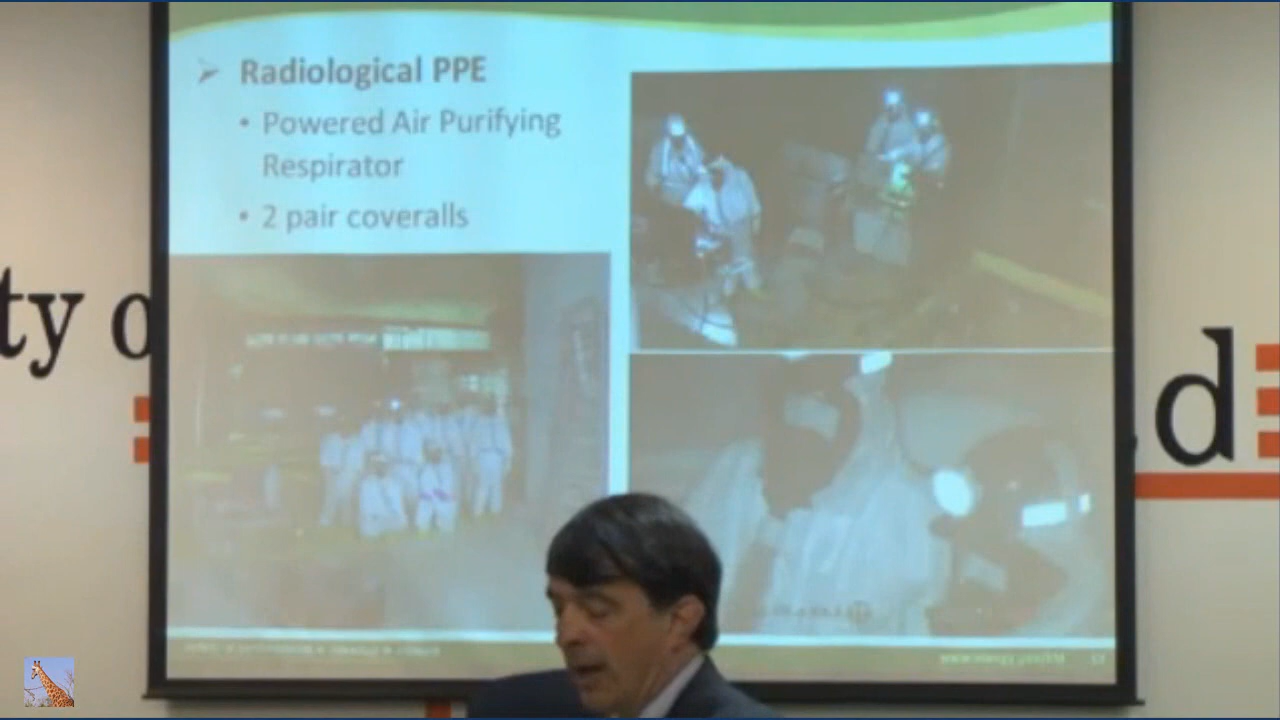 Radiological PPE
• Powered Air Purifying
Respirator
• 2 pair coveralls
ty o
d